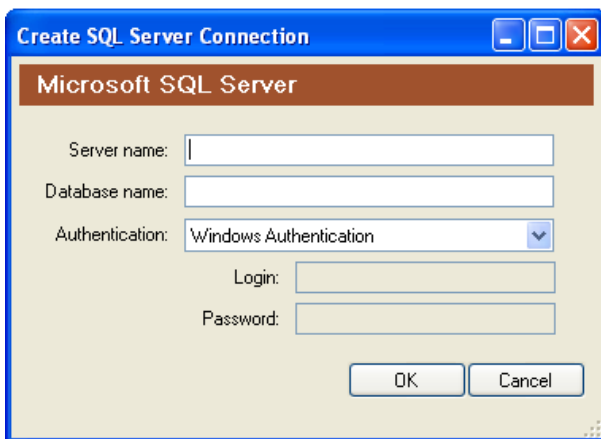 Create SQL Server Connection
Microsoft SQL Server
Server name:
Database name:
Authentication: Windows Authentication
Login:
Password:
OK Cancel